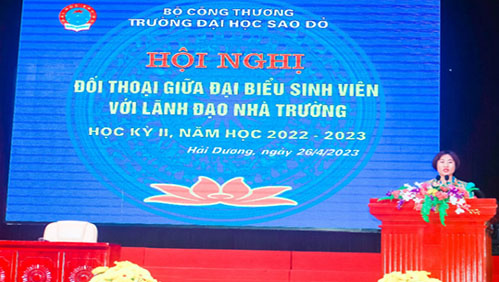 BỘ CÔNG THƯƠNG
TRƯỜNG ĐẠI HỌC SAO ĐỎ
HỘI NGHỊ
ĐỐI THOẠI GIỮA ĐẠI BIỂU SINH VIÊN
VỚI LÃNH ĐẠO NHÀ TRƯỜNG
HỌC KỲ II, NĂM HỌC 2022 - 2023
Hải Dương, ngày 26/4/2023